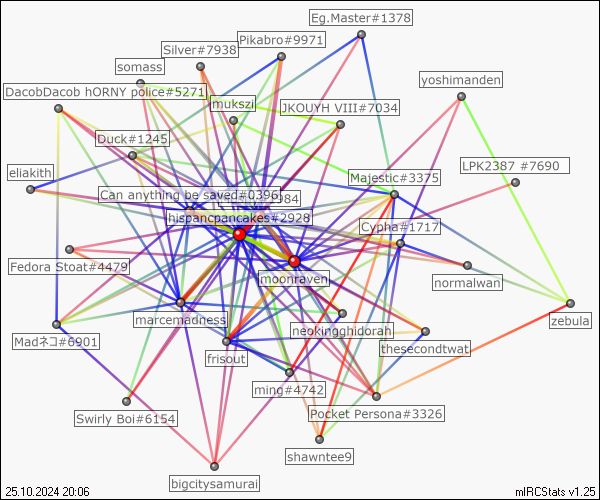 Eg.Master#1378
Pikabro#9971
Silver#7938
somass
yoshimanden
DacobDacob hORNY police#5271
mukszi
JKOUYH VIII#7034
Duck#1245
LPK2387 #7690
eliakith
Majestic#3375
Can anything be saved#0396
984
hispancpancakes#2928
Cypha#1717
Fedora Stoat#4479
moonraven
normalwan
zebula
marcemadness
neokingghidorah
Madネコ#6901
frisout
thesecondtwat
ming#4742
Swirly Boi#6154
Pocket Persona#3326
shawntee9
bigcitysamurai
25.10.2024 20:06
mIRCStats v1.25